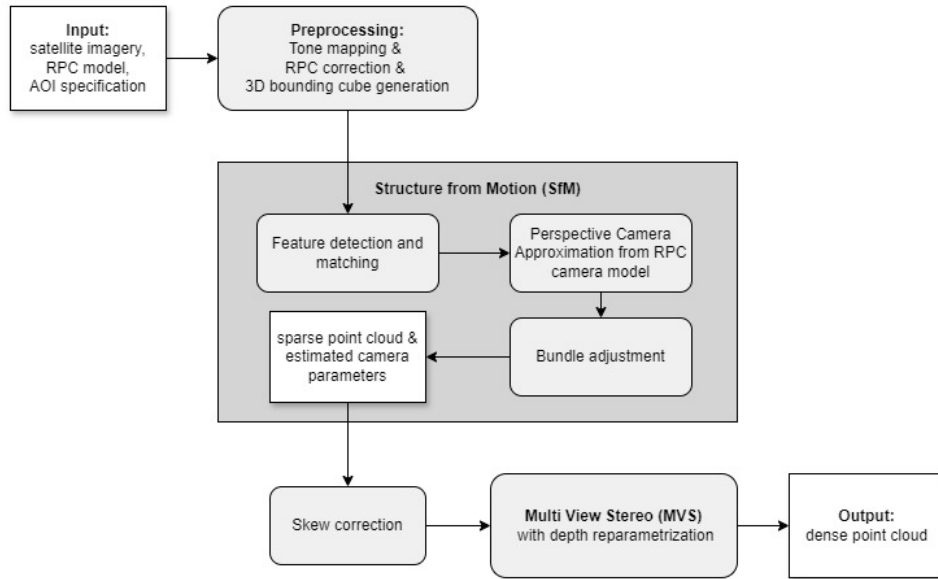 Input:
satellite imagery,
RPC model,
AOI specification
Preprocessing:
Tone mapping &
RPC correction &
3D bounding cube generation
Structure from Motion (SfM)
Feature detection and
matching
Perspective Camera
Approximation from RPC
camera model
sparse point cloud &
estimated camera
parameters
Bundle adjustment
Skew correction
Multi View Stereo (MVS)
with depth reparametrization
Output:
dense point cloud